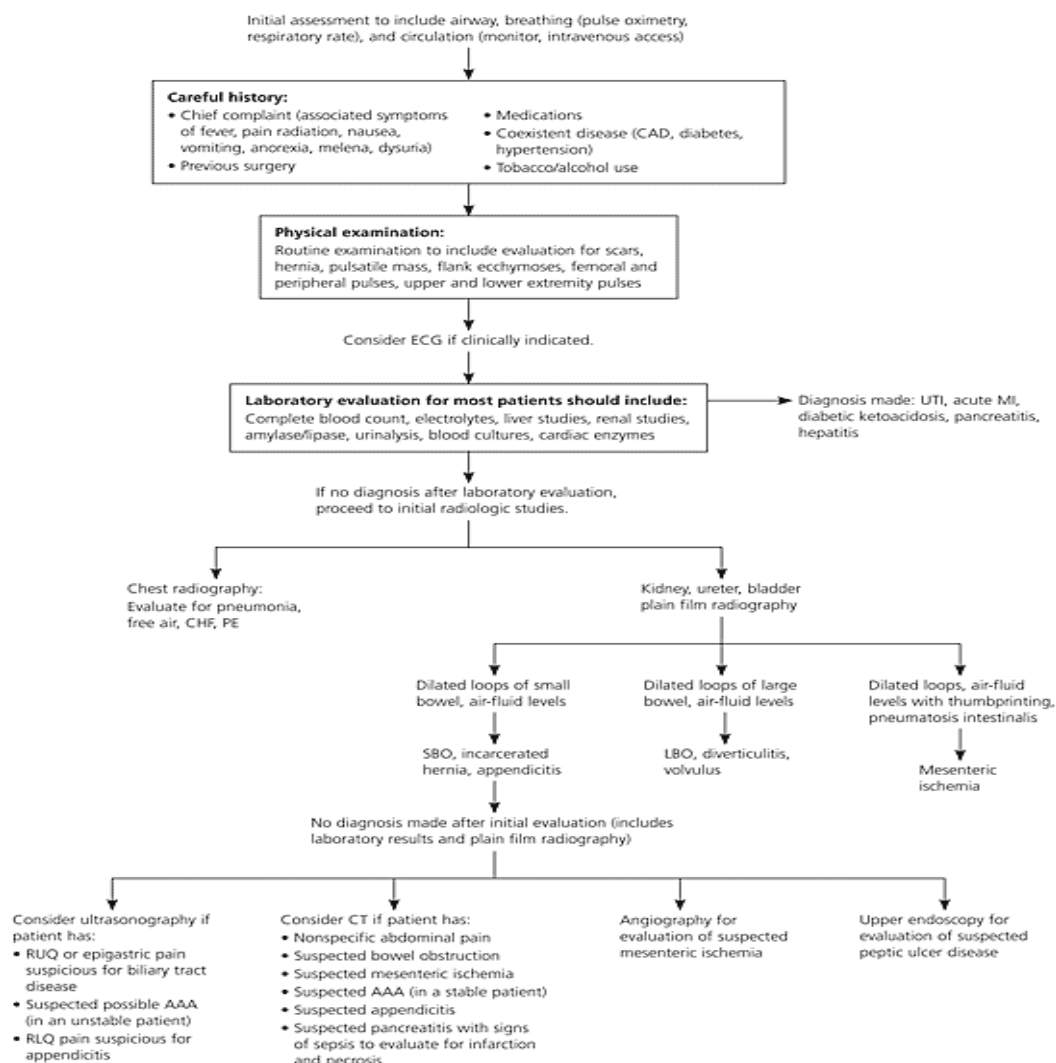 Initial assessment to include airway, breathing (pulse oximetry,
respiratory rate), and circulation (monitor, intravenous access)
Careful history:
• Chief complaint (associated symptoms
of fever, pain radiation, nausea,
vomiting, anorexia, melena, dysuria)
• Previous surgery
• Medications
• Coexistent disease (CAD, diabetes,
hypertension)
• Tobacco/alcohol use
Physical examination:
Routine examination to include evaluation for scars,
hernia, pulsatile mass, flank ecchymoses, femoral and
peripheral pulses, upper and lower extremity pulses
Consider ECG if clinically indicated.
Laboratory evaluation for most patients should include:
Complete blood count, electrolytes, liver studies, renal studies,
amylase/lipase, urinalysis, blood cultures, cardiac enzymes
Diagnosis made: UTI, acute MI,
diabetic ketoacidosis, pancreatitis,
hepatitis
If no diagnosis after laboratory evaluation,
proceed to initial radiologic studies.
Chest radiography:
Evaluate for pneumonia,
free air, CHF, PE
Kidney, ureter, bladder
plain film radiography
Dilated loops of small
bowel, air-fluid levels
Dilated loops of large
bowel, air-fluid levels
Dilated loops, air-fluid
levels with thumbprinting,
pneumatosis intestinalis
SBO, incarcerated
hernia, appendicitis
LBO, diverticulitis,
volvulus
Mesenteric
ischemia
No diagnosis made after initial evaluation (includes
laboratory results and plain film radiography)
Consider ultrasonography if
patient has:
• RUQ or epigastric pain
suspicious for biliary tract
disease
• Suspected possible AAA
(in an unstable patient)
• RLQ pain suspicious for
appendicitis
Consider CT if patient has:
• Nonspecific abdominal pain
• Suspected bowel obstruction
• Suspected mesenteric ischemia
• Suspected AAA (in a stable patient)
• Suspected appendicitis
• Suspected pancreatitis with signs
of sepsis to evaluate for infarction
and necrosis
Angiography for
evaluation of suspected
mesenteric ischemia
Upper endoscopy for
evaluation of suspected
peptic ulcer disease